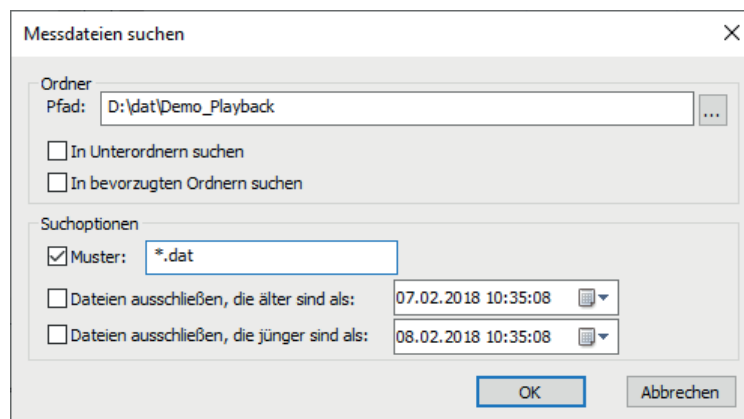 Messdateien suchen
Ordner
Pfad: D:\dat\Demo_Playback ...
In Unterordnern suchen
In bevorzugten Ordnern suchen
Suchoptionen
Muster: *.dat
Dateien ausschließen, die älter sind als: 07.02.2018 10:35:08
Dateien ausschließen, die jünger sind als: 08.02.2018 10:35:08
OK Abbrechen